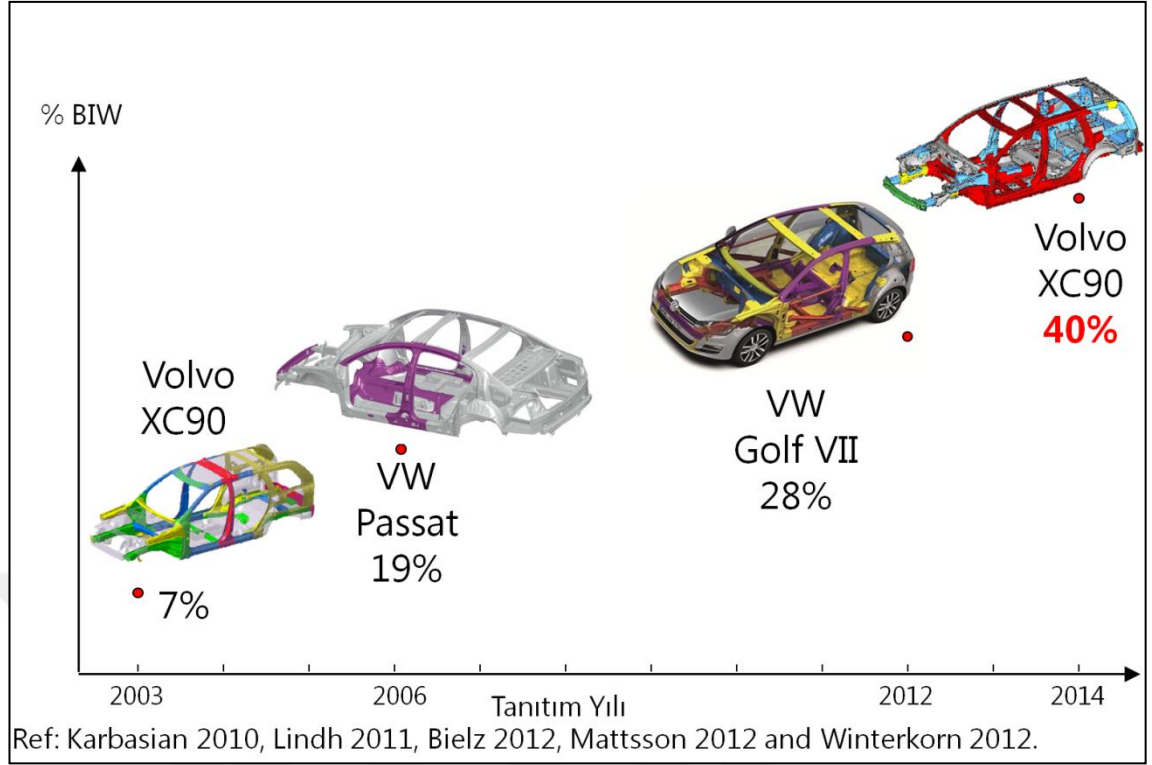 % BIW
Volvo
XC90
40%
VW
Golf VII
28%
Volvo
XC90
VW
Passat
19%
7%
2003
2006
2012
2014
Tanıtım Yılı
Ref: Karbasian 2010, Lindh 2011, Bielz 2012, Mattsson 2012 and Winterkorn 2012.